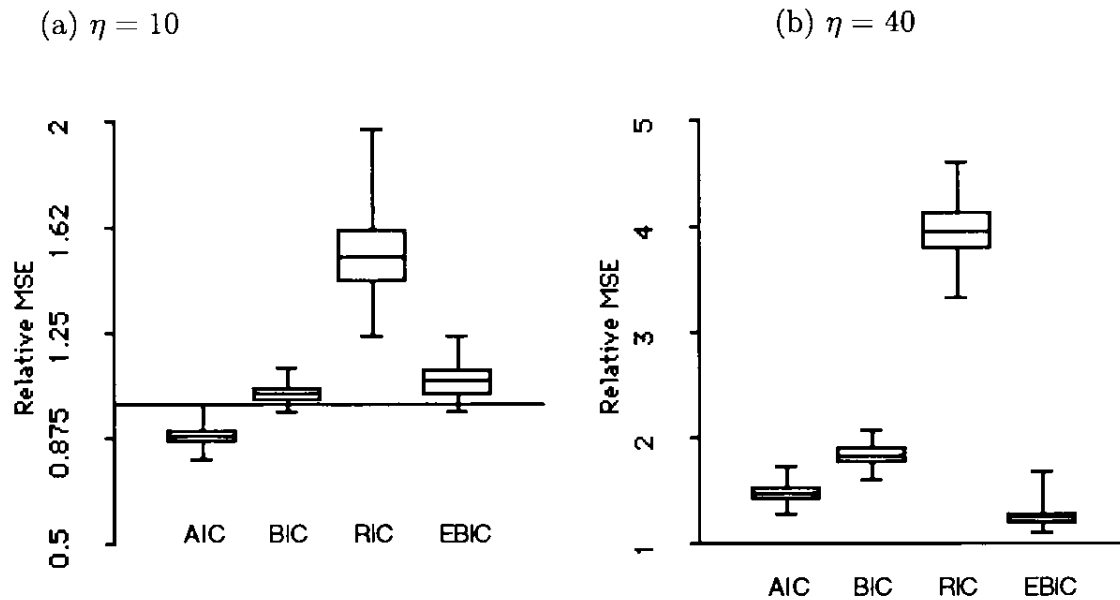 (a) η = 10
Relative MSE
2
1.62
1.25
0.875
0.5
AIC BIC RIC EBIC
(b) η = 40
Relative MSE
5
4
3
2
1
AIC BIC RIC EBIC